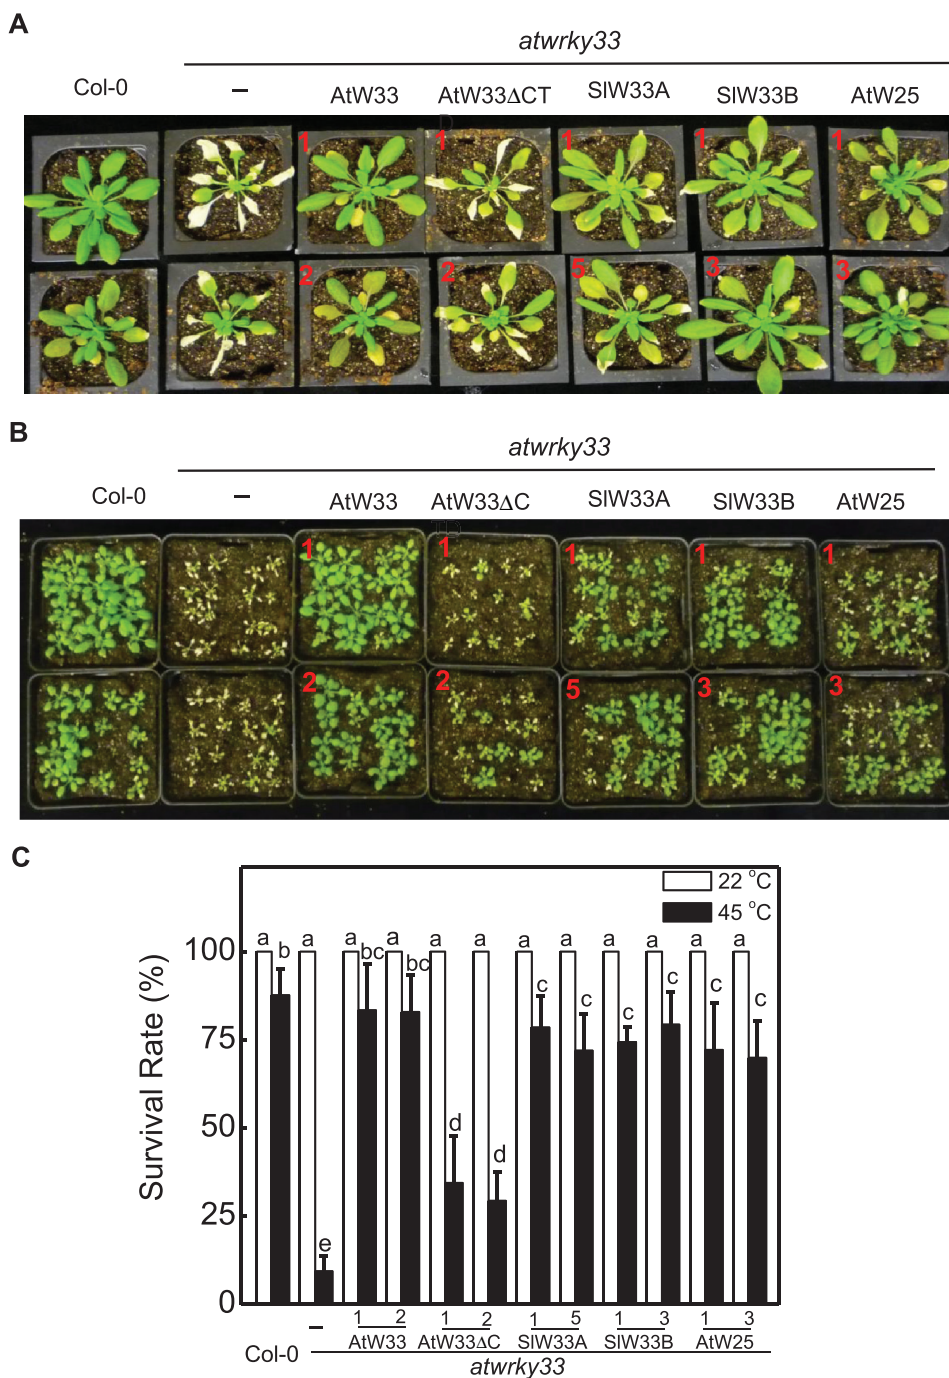 A
atwrky33
Col-0 – AtW33 AtW33ΔCT SlW33A SlW33B AtW25
D
1 1 1 1 1
2 2 5 3 3
B
atwrky33
Col-0 – AtW33 AtW33ΔC SlW33A SlW33B AtW25
TD
1 1 1 1 1
2 2 5 3 3
C
22 °C
45 °C
a a a a a a a a a a a a
b bc bc c c c c c c
d d
e
100
75
50
25
0
Survival Rate (%)
1 2 1 2 1 5 1 3 1 3
Col-0 – AtW33 AtW33ΔC SlW33A SlW33B AtW25
atwrky33